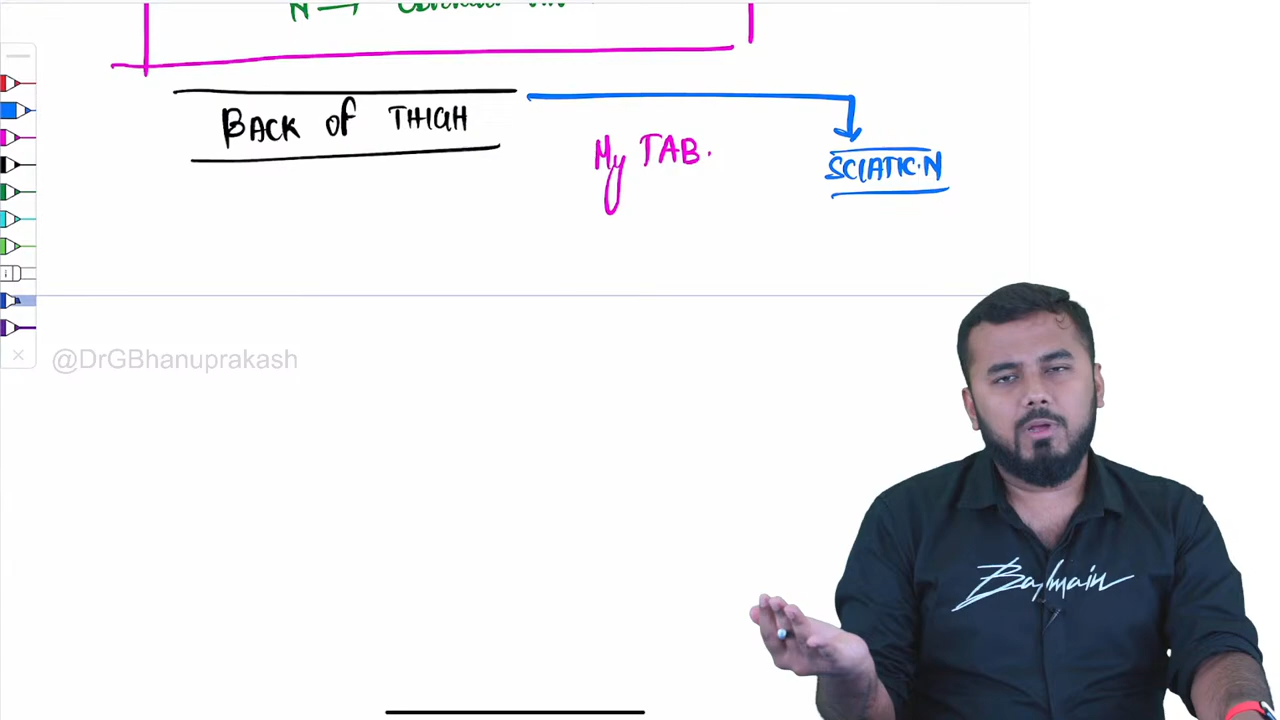 N →
BACK OF THIGH
My TAB.
SCIATIC.N
@DrGBhanuprakash
Balmain